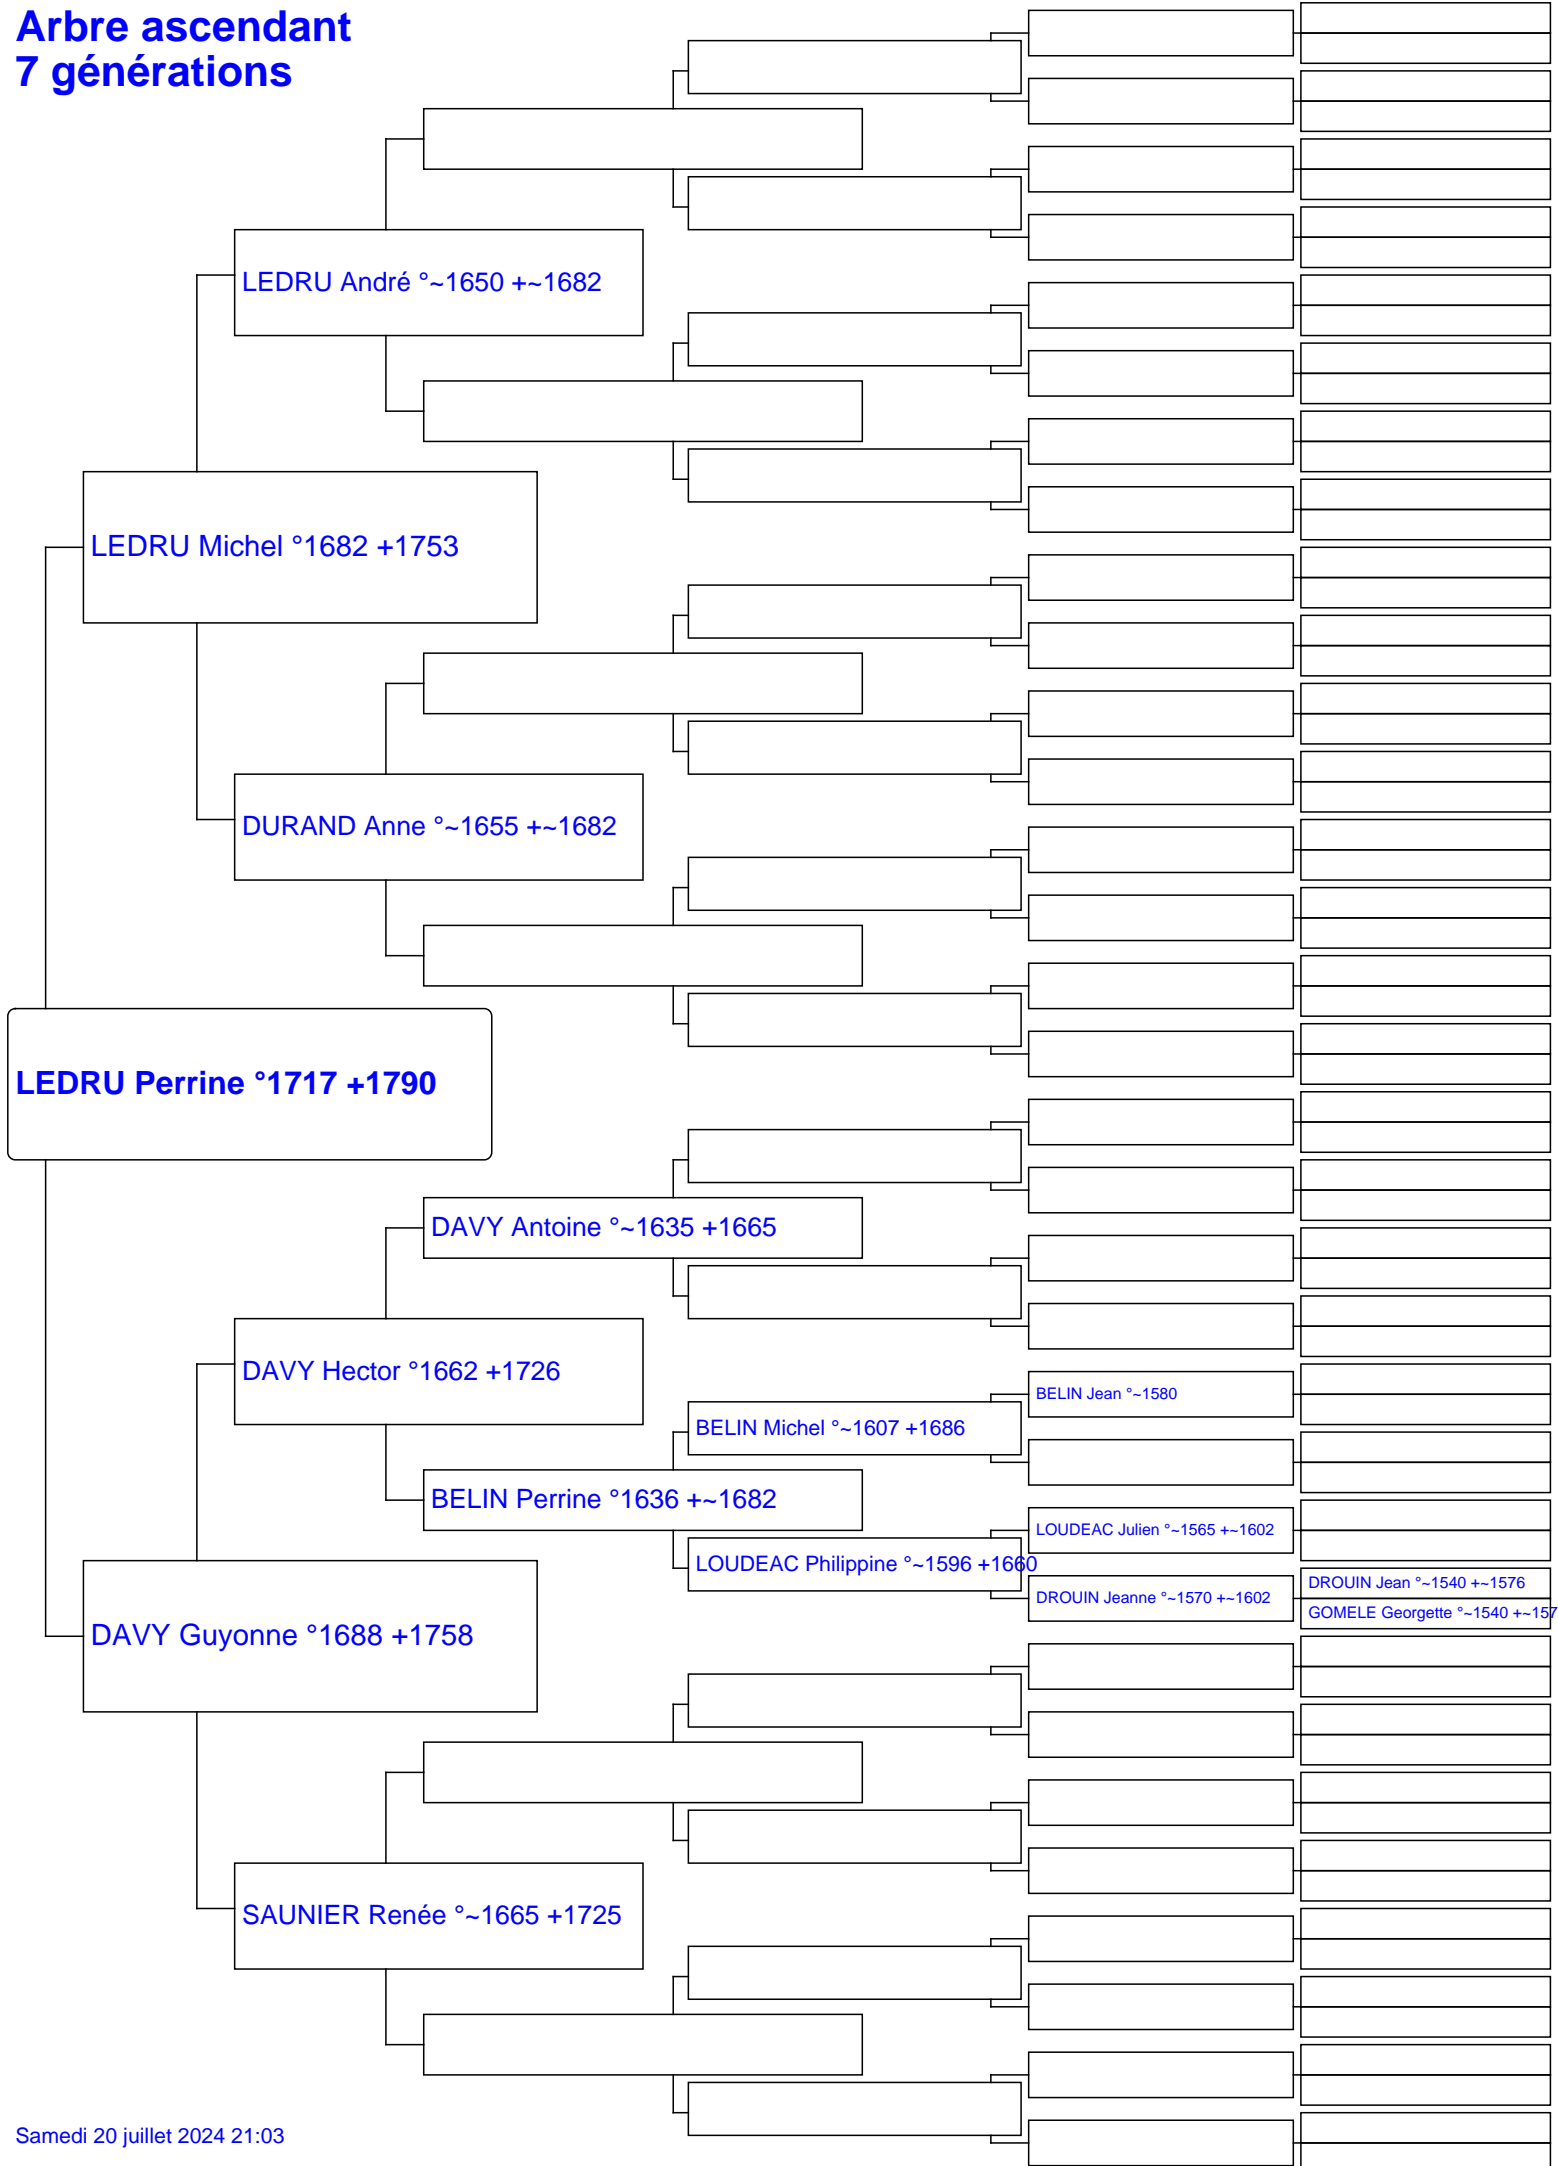 Arbre ascendant
7 générations
LEDRU André °~1650 +~1682
LEDRU Michel °1682 +1753
DURAND Anne °~1655 +~1682
LEDRU Perrine °1717 +1790
DAVY Antoine °~1635 +1665
DAVY Hector °1662 +1726
BELIN Jean °~1580
BELIN Michel °~1607 +1686
BELIN Perrine °1636 +~1682
LOUDEAC Julien °~1565 +~1602
LOUDEAC Philippine °~1596 +1660
DROUIN Jean °~1540 +~1576
DROUIN Jeanne °~1570 +~1602
GOMELE Georgette °~1540 +~157
DAVY Guyonne °1688 +1758
SAUNIER Renée °~1665 +1725
Samedi 20 juillet 2024 21:03